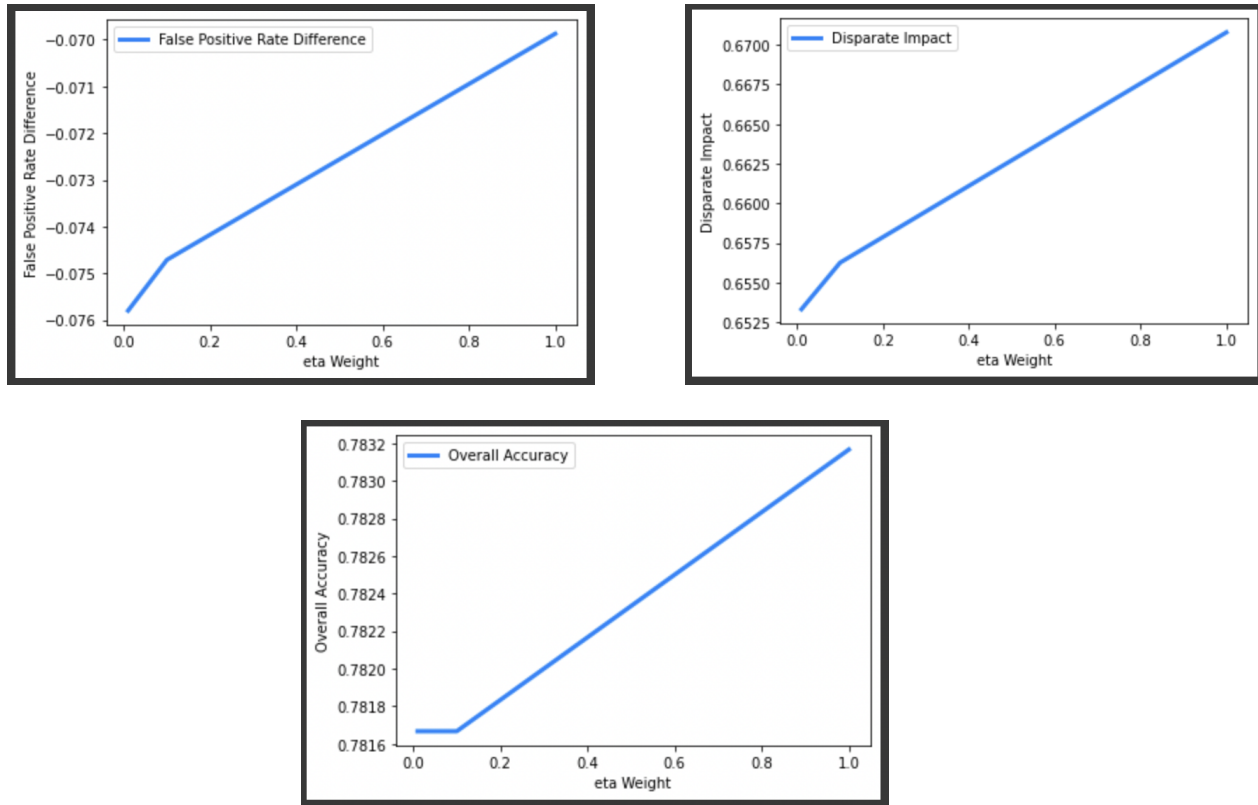 False Positive Rate Difference
False Positive Rate Difference
−0.070
−0.071
−0.072
−0.073
−0.074
−0.075
−0.076
0.0 0.2 0.4 0.6 0.8 1.0
eta Weight
Disparate Impact
Disparate Impact
0.6700
0.6675
0.6650
0.6625
0.6600
0.6575
0.6550
0.6525
0.0 0.2 0.4 0.6 0.8 1.0
eta Weight
Overall Accuracy
Overall Accuracy
0.7832
0.7830
0.7828
0.7826
0.7824
0.7822
0.7820
0.7818
0.7816
0.0 0.2 0.4 0.6 0.8 1.0
eta Weight